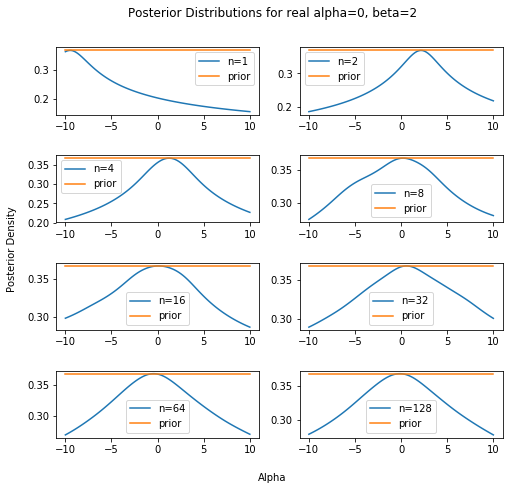 Posterior Distributions for real alpha=0, beta=2
n=1
prior
0.3
0.2
−10 −5 0 5 10
n=2
prior
0.3
0.2
−10 −5 0 5 10
n=4
prior
0.35
0.30
0.25
0.20
−10 −5 0 5 10
n=8
prior
0.35
0.30
−10 −5 0 5 10
n=16
prior
0.35
0.30
−10 −5 0 5 10
n=32
prior
0.35
0.30
−10 −5 0 5 10
n=64
prior
0.35
0.30
−10 −5 0 5 10
n=128
prior
0.35
0.30
−10 −5 0 5 10
Posterior Density
Alpha